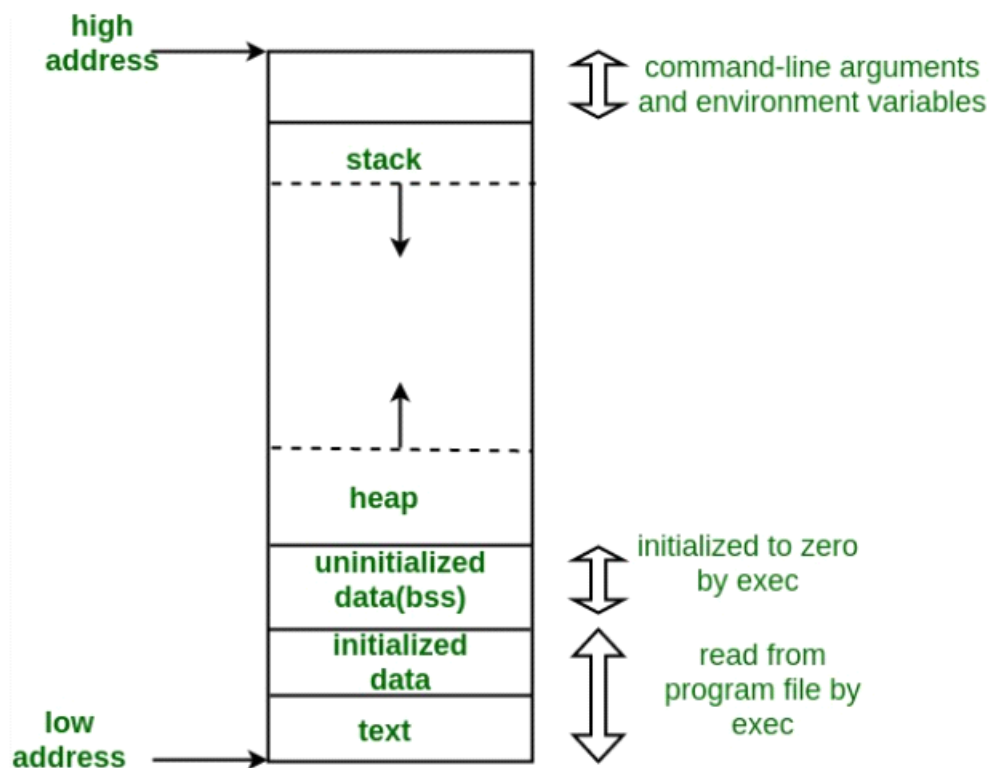 high
address
command-line arguments
and environment variables
stack
heap
uninitialized
data(bss)
initialized to zero
by exec
initialized
data
read from
program file by
exec
text
low
address